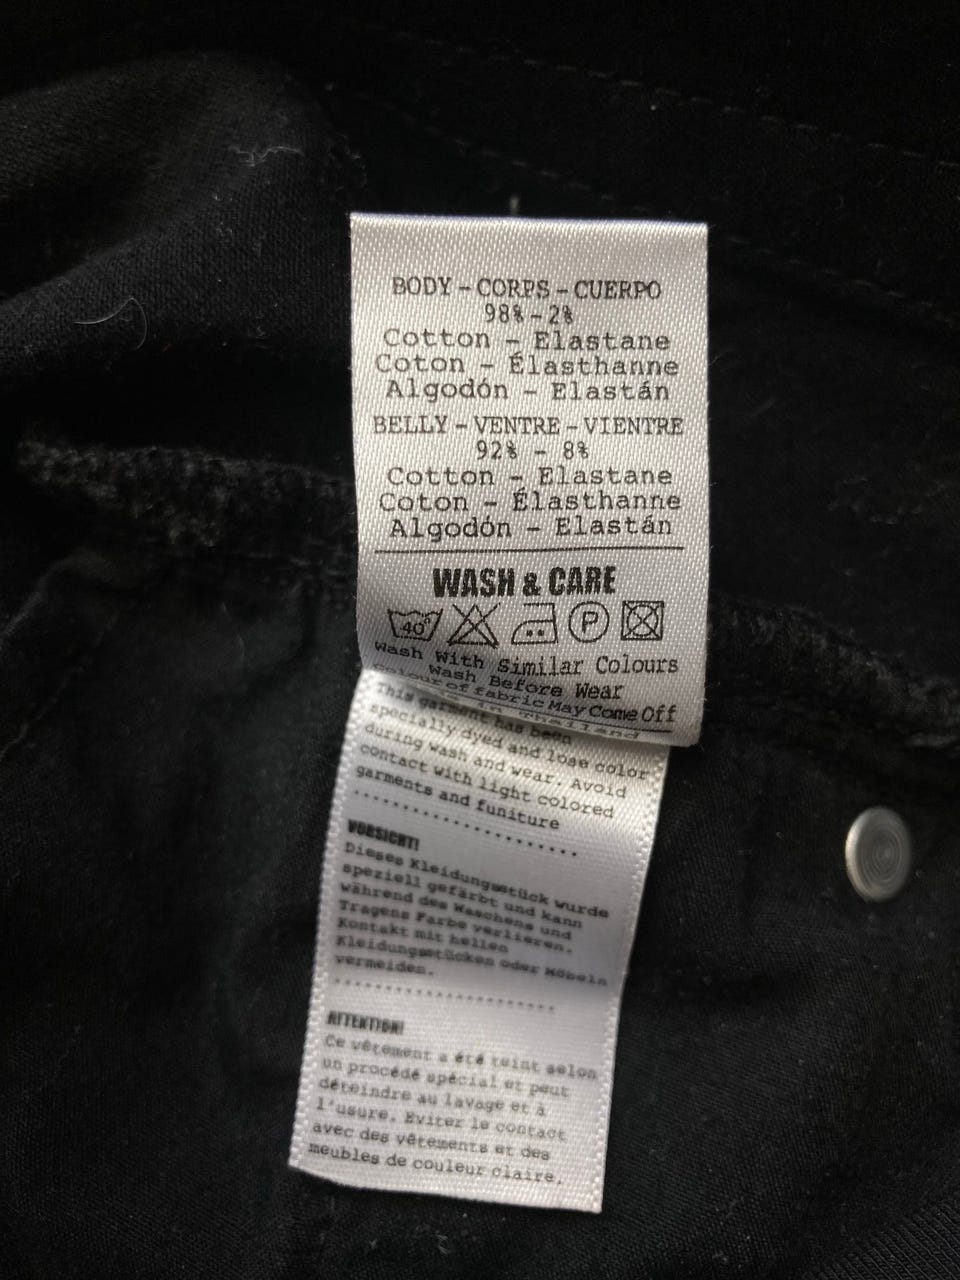 BODY - CORPS - CUERPO
98% - 2%
Cotton - Elastane
Coton - Élasthanne
Algodón - Elastán
BELLY - VENTRE - VIENTRE
92% - 8%
Cotton - Elastane
Coton - Élasthanne
Algodón - Elastán
WASH & CARE
40° P
Wash With Similar Colours
Wash Before Wear
Colour of fabric May Come Off
in Thailand
This garment has been
specially dyed and lose color
during wash and wear. Avoid
contact with light colored
garments and funiture
VORSICHT!
Dieses Kleidungsstück wurde
speziell gefärbt und kann
während des Waschens und
Tragens Farbe verlieren.
Kontakt mit hellen
Kleidungsstücken oder Möbeln
vermeiden.
ATTENTION!
Ce vêtement a été teint selon
un procédé spécial et peut
déteindre au lavage et à
l'usure. Eviter le contact
avec des vêtements et des
meubles de couleur claire.